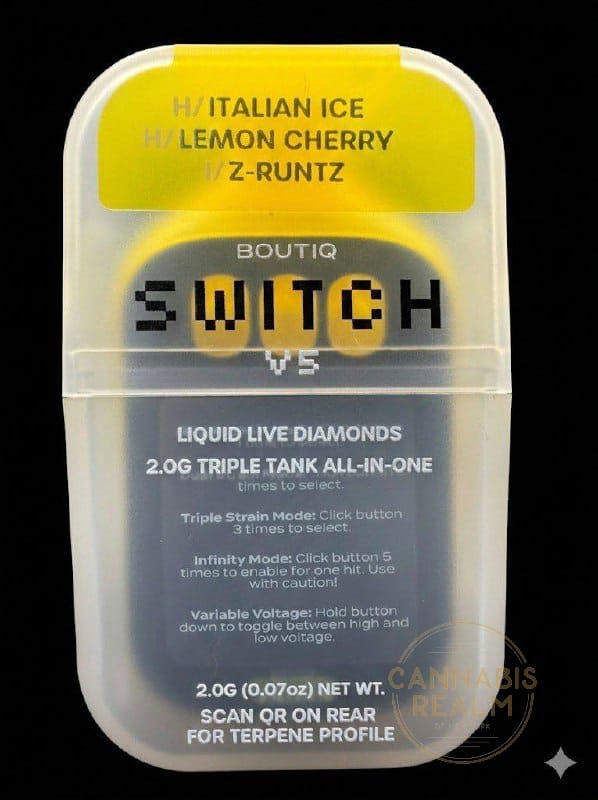 H/ITALIAN ICE
H/LEMON CHERRY
I/Z-RUNTZ
BOUTIQ
SWITCH
V5
LIQUID LIVE DIAMONDS
2.0G TRIPLE TANK ALL-IN-ONE
times to select.
Triple Strain Mode: Click button
3 times to select.
Infinity Mode: Click button 5
times to enable for one hit. Use
with caution!
Variable Voltage: Hold button
down to toggle between high and
low voltage.
2.0G (0.07oz) NET WT.
SCAN QR ON REAR
FOR TERPENE PROFILE
CANNABIS
REALM